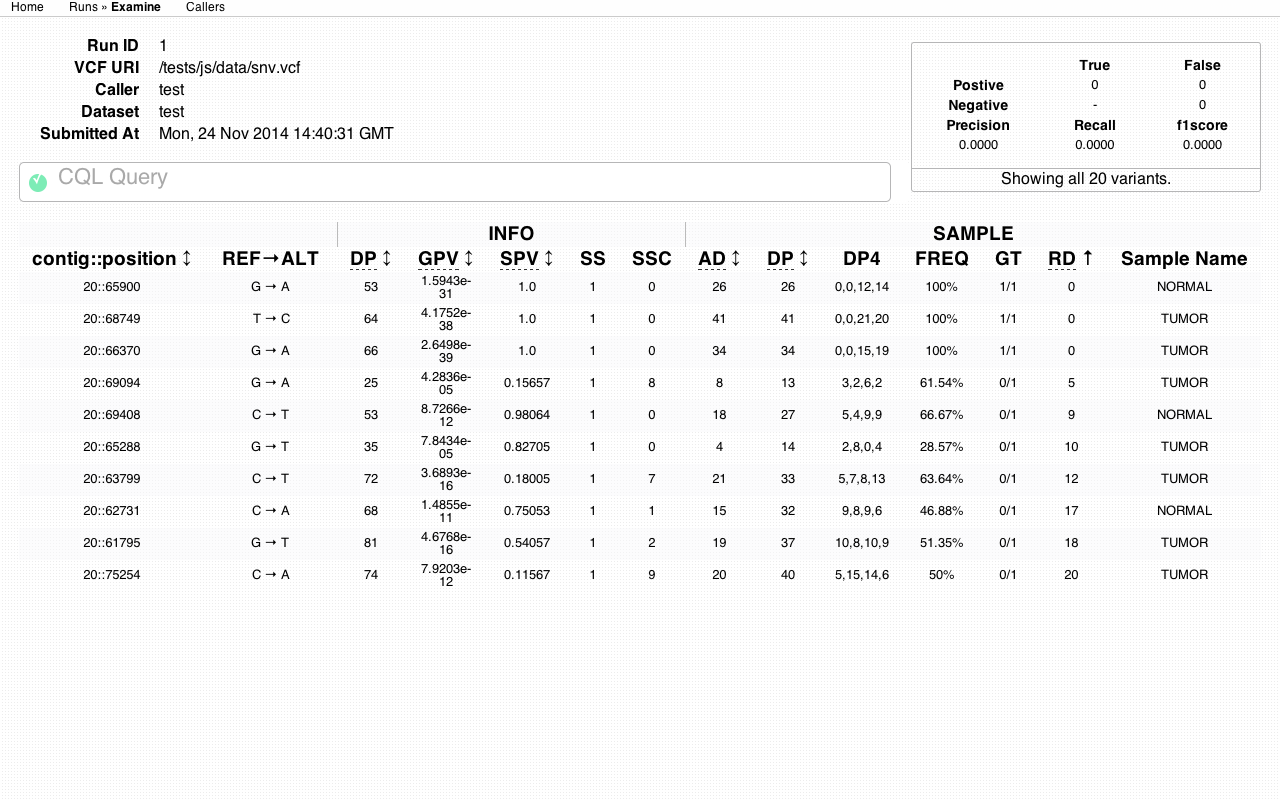 Home Runs » Examine Callers
Run ID 1
VCF URI /tests/js/data/snv.vcf
Caller test
Dataset test
Submitted At Mon, 24 Nov 2014 14:40:31 GMT
True False
Postive 0 0
Negative - 0
Precision Recall f1score
0.0000 0.0000 0.0000
Showing all 20 variants.
CQL Query
INFO SAMPLE
contig::position ↕ REF→ALT DP ↕ GPV ↕ SPV ↕ SS SSC AD ↕ DP ↕ DP4 FREQ GT RD ↑ Sample Name
20::65900 G → A 53 1.5943e-31 1.0 1 0 26 26 0,0,12,14 100% 1/1 0 NORMAL
20::68749 T → C 64 4.1752e-38 1.0 1 0 41 41 0,0,21,20 100% 1/1 0 TUMOR
20::66370 G → A 66 2.6498e-39 1.0 1 0 34 34 0,0,15,19 100% 1/1 0 TUMOR
20::69094 G → A 25 4.2836e-05 0.15657 1 8 8 13 3,2,6,2 61.54% 0/1 5 TUMOR
20::69408 C → T 53 8.7266e-12 0.98064 1 0 18 27 5,4,9,9 66.67% 0/1 9 NORMAL
20::65288 G → T 35 7.8434e-05 0.82705 1 0 4 14 2,8,0,4 28.57% 0/1 10 TUMOR
20::63799 C → T 72 3.6893e-16 0.18005 1 7 21 33 5,7,8,13 63.64% 0/1 12 TUMOR
20::62731 C → A 68 1.4855e-11 0.75053 1 1 15 32 9,8,9,6 46.88% 0/1 17 NORMAL
20::61795 G → T 81 4.6768e-16 0.54057 1 2 19 37 10,8,10,9 51.35% 0/1 18 TUMOR
20::75254 C → A 74 7.9203e-12 0.11567 1 9 20 40 5,15,14,6 50% 0/1 20 TUMOR